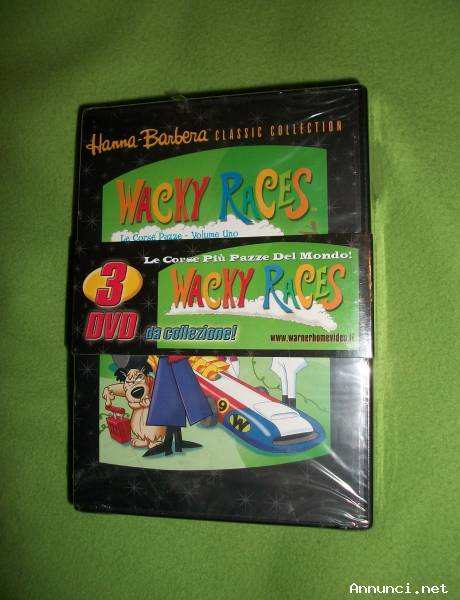 Hanna-Barbera CLASSIC COLLECTION
WACKY RACES
Le Corse Pazze - Volume Uno
Le Corse Più Pazze Del Mondo!
3 DVD
WACKY RACES
da collezione!
www.warnerhomevideo.it
9
W
Annunci.net